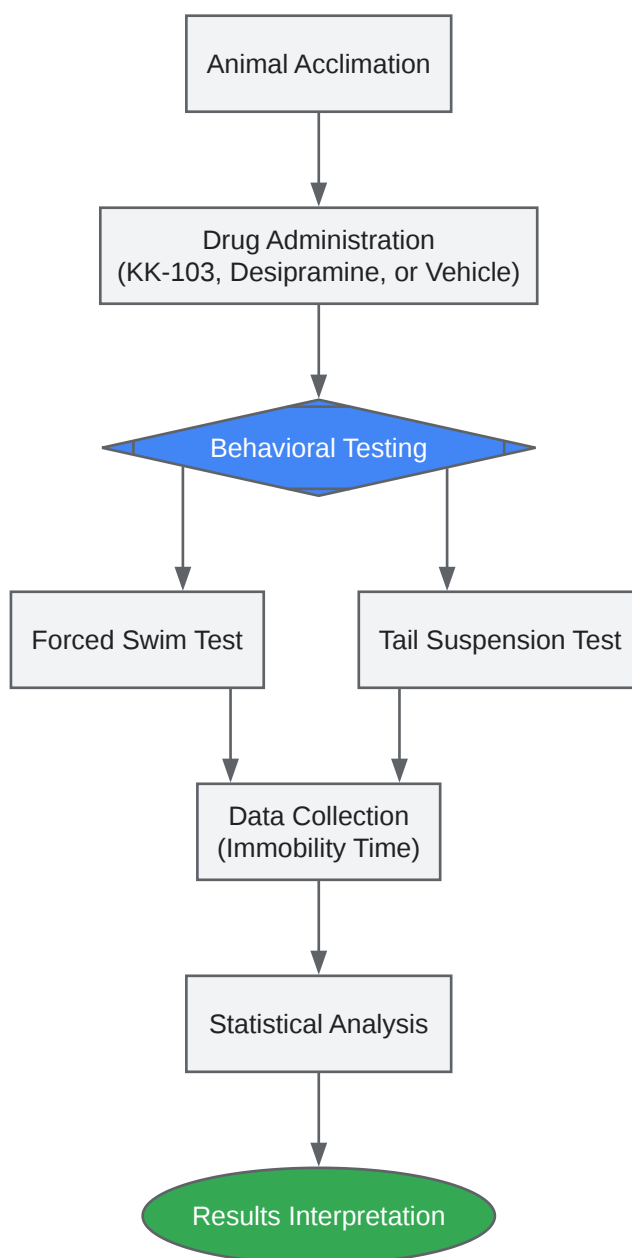 Animal Acclimation
Drug Administration
(KK-103, Desipramine, or Vehicle)
Behavioral Testing
Forced Swim Test
Tail Suspension Test
Data Collection
(Immobility Time)
Statistical Analysis
Results Interpretation